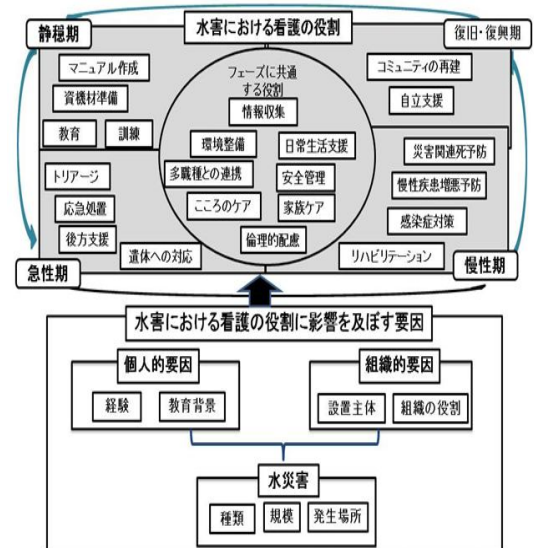 水害における看護の役割
静穏期
復旧・復興期
マニュアル作成
資機材準備
教育
訓練
フェーズに共通
する役割
情報収集
環境整備
日常生活支援
多職種との連携
安全管理
こころのケア
家族ケア
倫理的配慮
コミュニティの再建
自立支援
トリアージ
応急処置
後方支援
遺体への対応
災害関連死予防
慢性疾患増悪予防
感染症対策
リハビリテーション
急性期
慢性期
水害における看護の役割に影響を及ぼす要因
個人的要因
経験
教育背景
組織的要因
設置主体
組織の役割
水災害
種類
規模
発生場所